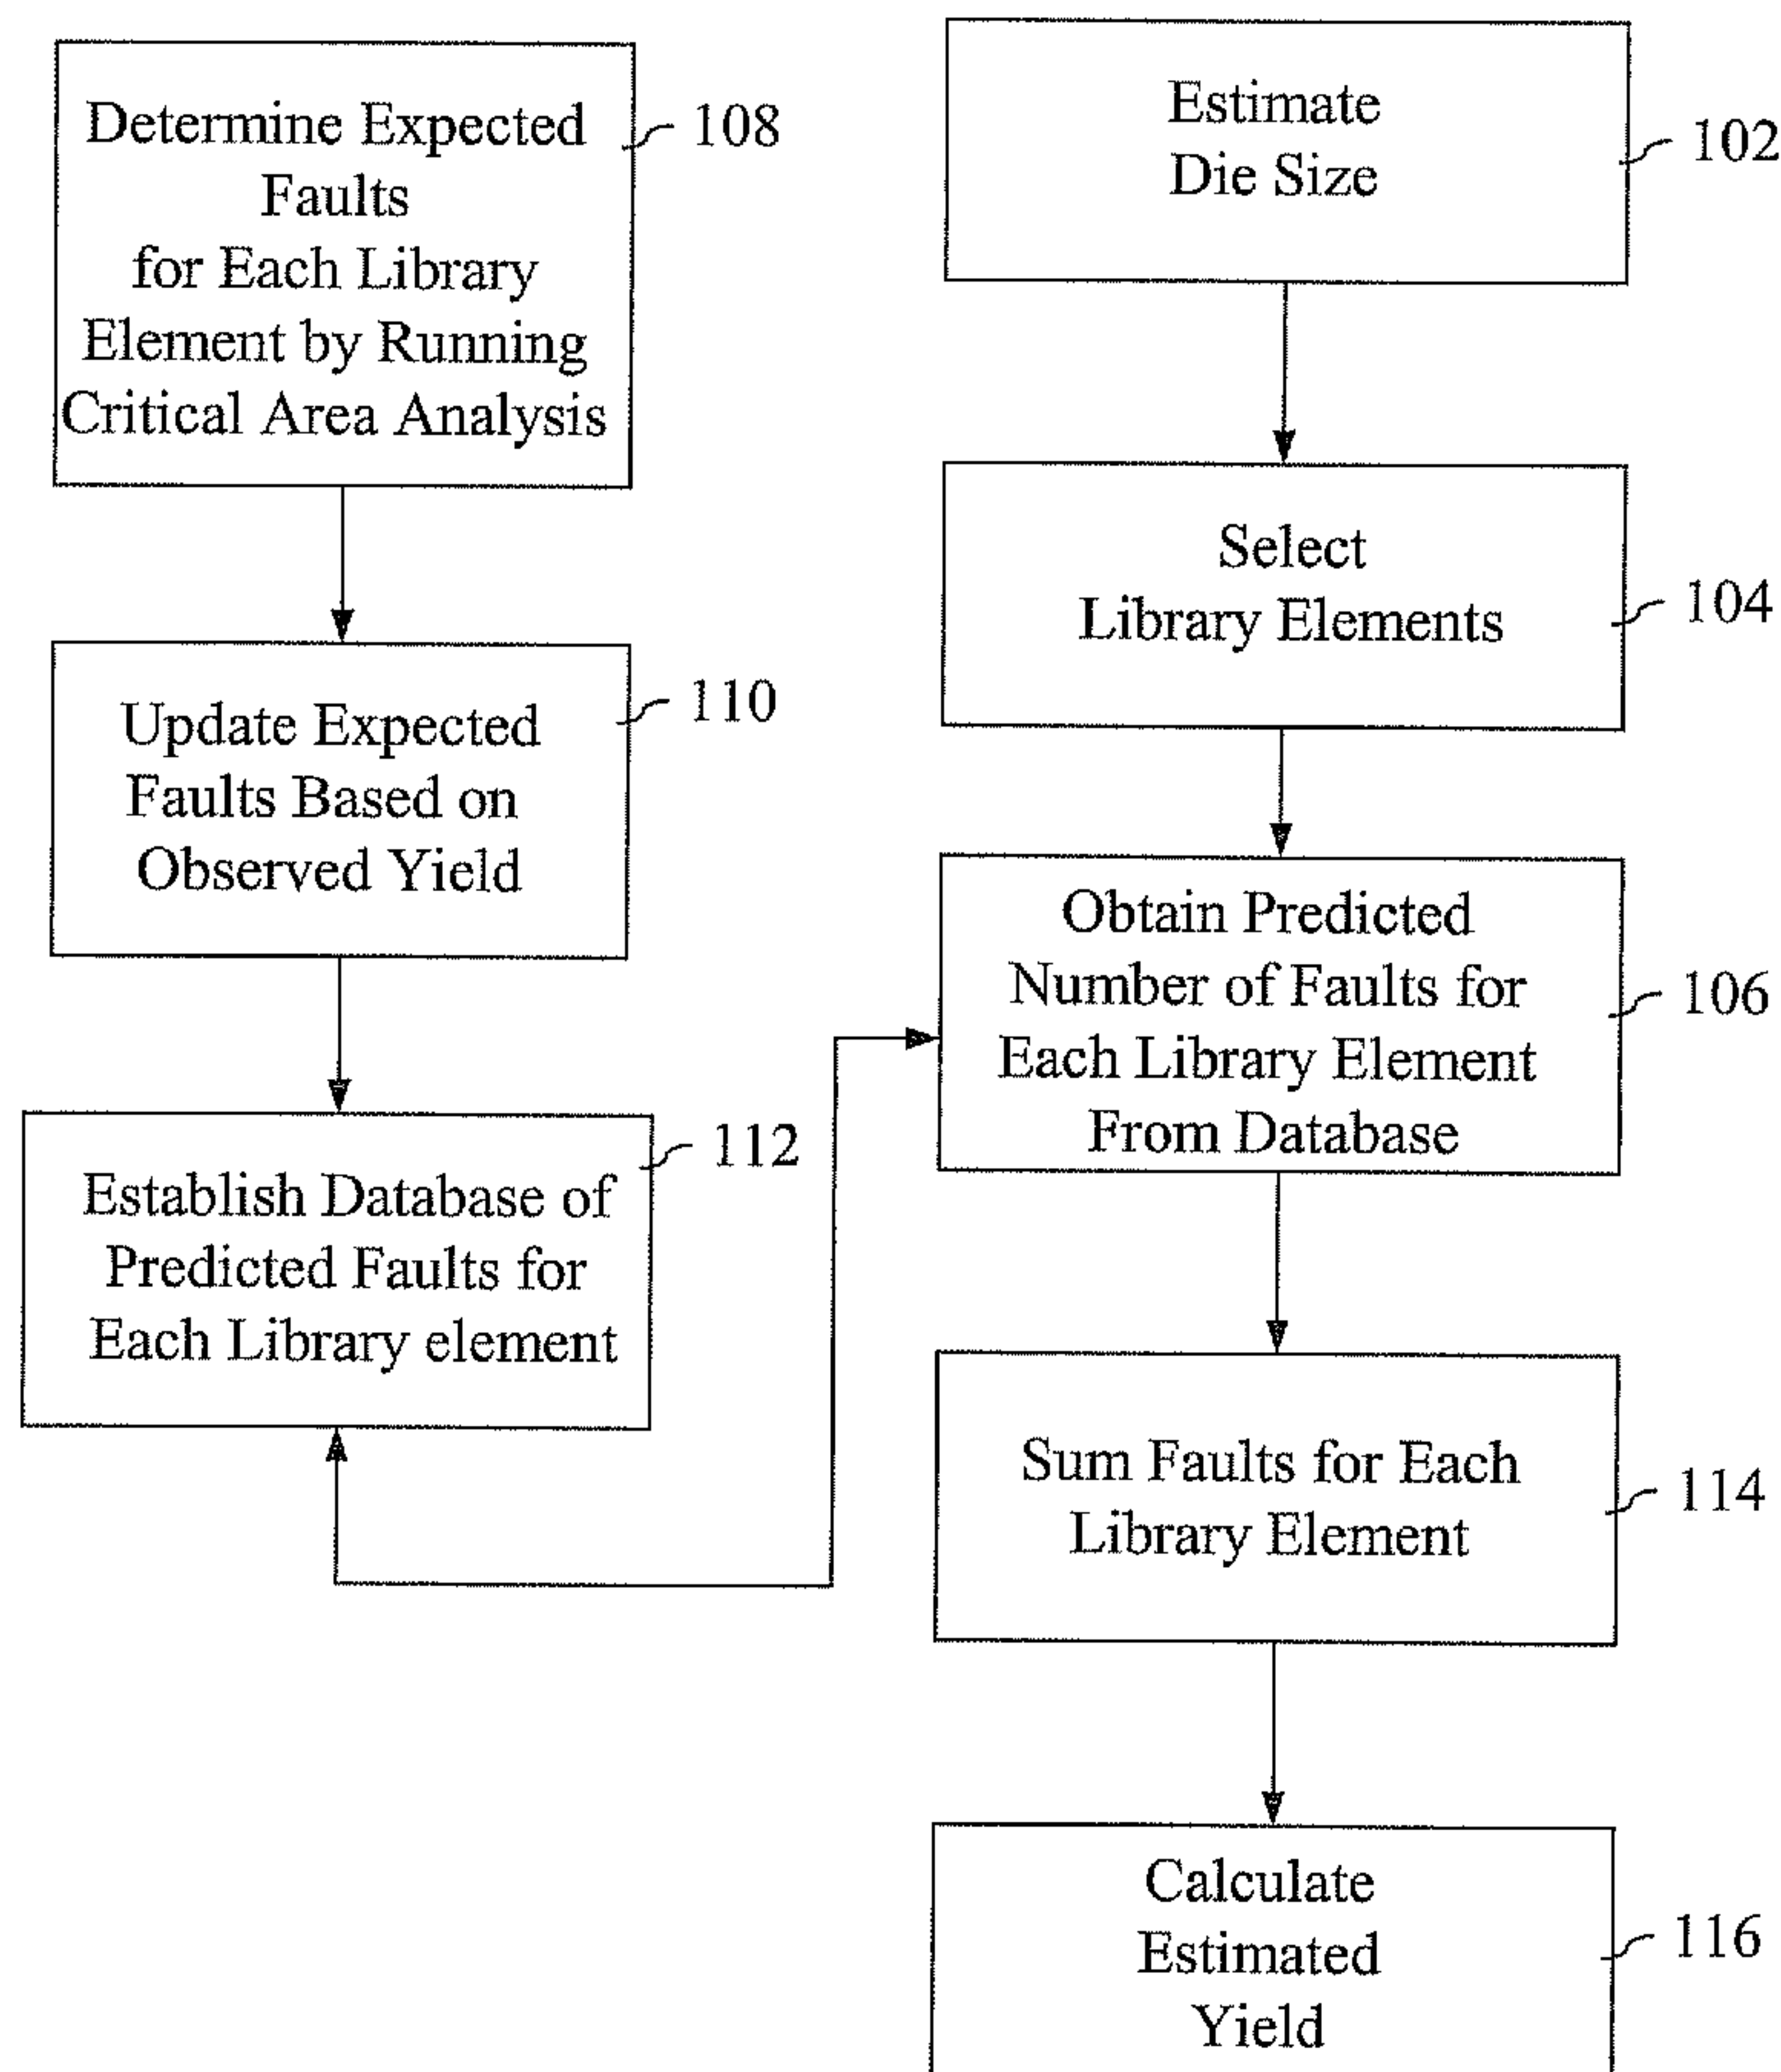 Determine Expected
Faults
for Each Library
Element by Running
Critical Area Analysis
108
Update Expected
Faults Based on
Observed Yield
110
Establish Database of
Predicted Faults for
Each Library element
112
Estimate
Die Size
102
Select
Library Elements
104
Obtain Predicted
Number of Faults for
Each Library Element
From Database
106
Sum Faults for Each
Library Element
114
Calculate
Estimated
Yield
116